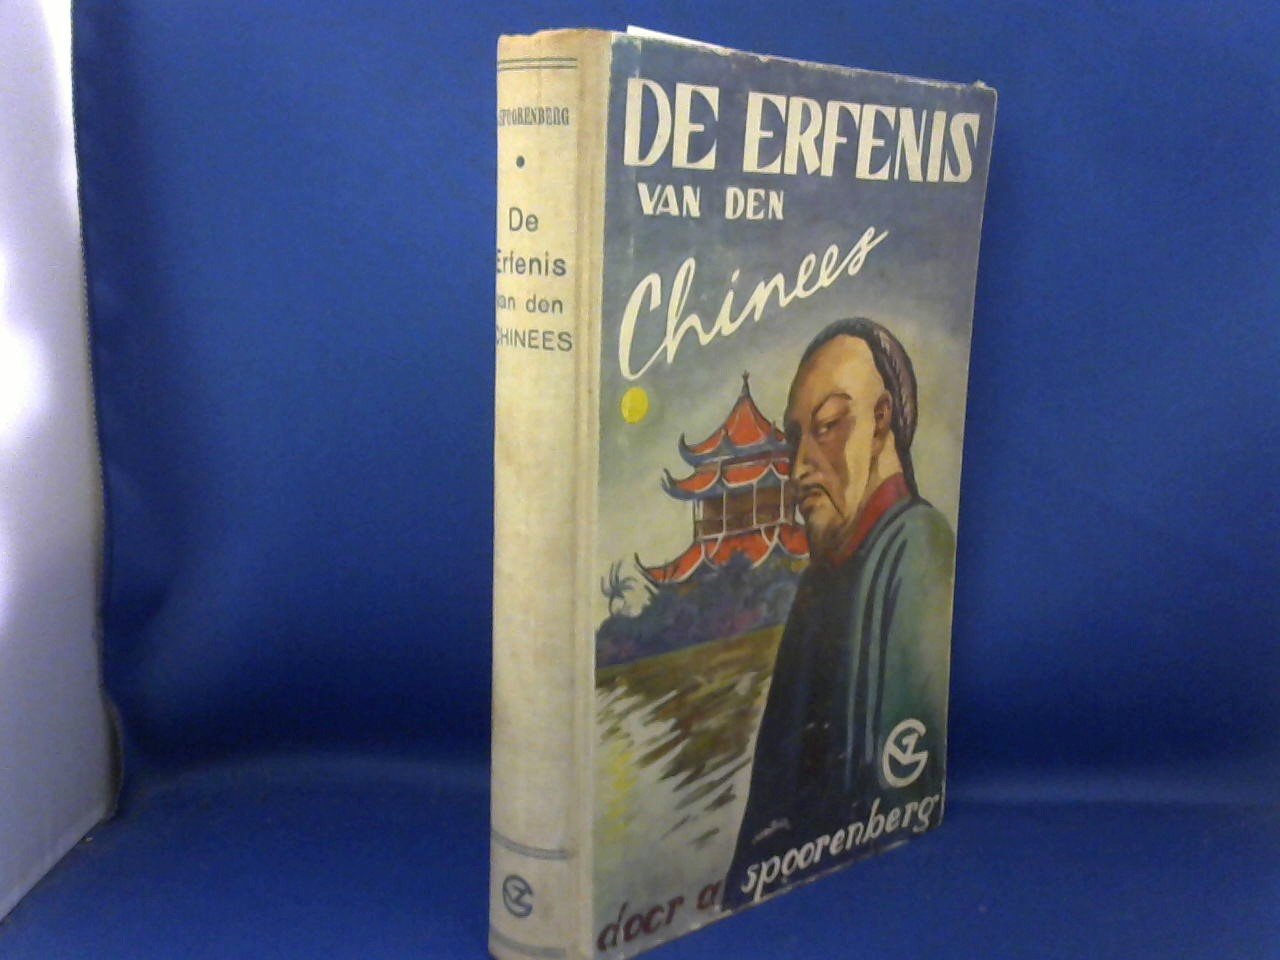 SPOORENBERG
De
Erfenis
van den
CHINEES
DE ERFENIS
VAN DEN
Chinees
door a spoorenberg